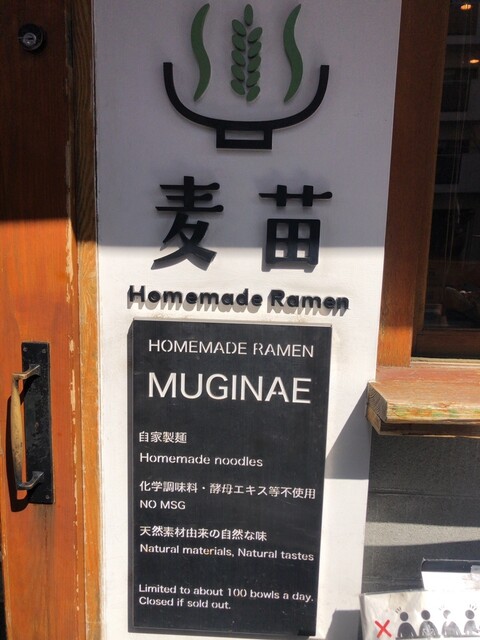 麦苗
Homemade Ramen
HOMEMADE RAMEN
MUGINAE
自家製麺
Homemade noodles
化学調味料・酵母エキス等不使用
NO MSG
天然素材由来の自然な味
Natural materials, Natural tastes
Limited to about 100 bowls a day.
Closed if sold out.